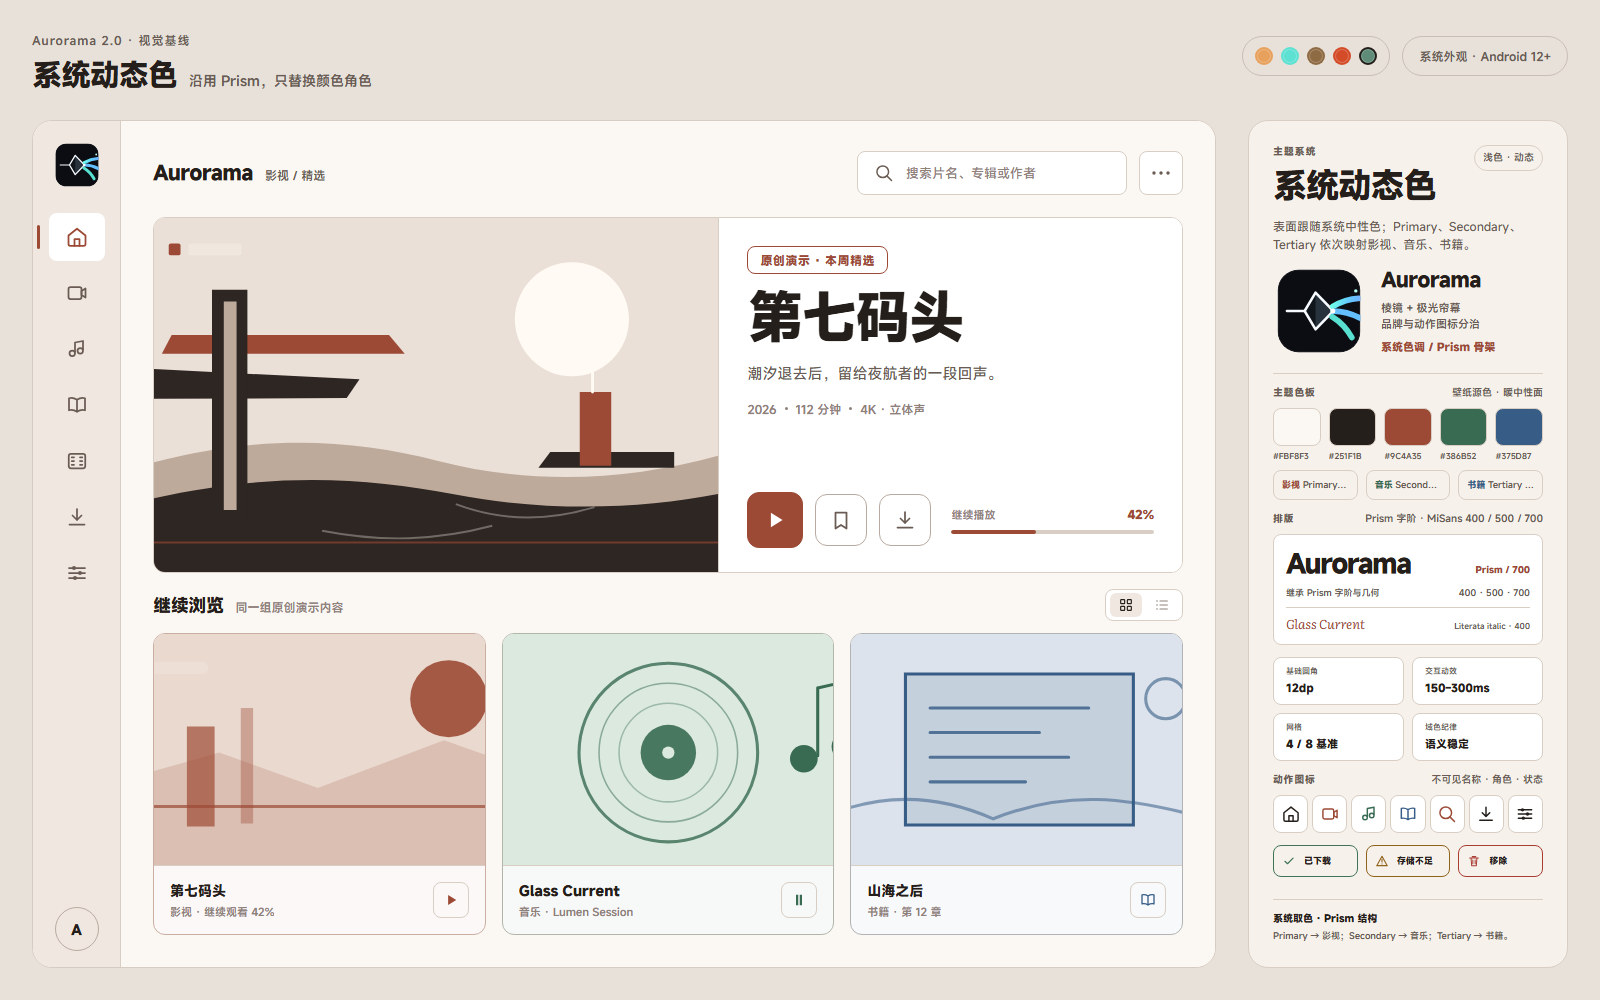 Aurorama 2.0 · 视觉基线
系统动态色 沿用 Prism，只替换颜色角色
系统外观 · Android 12+
Aurorama 影视 / 精选
搜索片名、专辑或作者
原创演示 · 本周精选
第七码头
潮汐退去后，留给夜航者的一段回声。
2026 · 112 分钟 · 4K · 立体声
继续播放 42%
继续浏览 同一组原创演示内容
第七码头
影视 · 继续观看 42%
Glass Current
音乐 · Lumen Session
山海之后
书籍 · 第 12 章
A
主题系统
浅色 · 动态
系统动态色
表面跟随系统中性色；Primary、Secondary、
Tertiary 依次映射影视、音乐、书籍。
Aurorama
棱镜 + 极光帘幕
品牌与动作图标分治
系统色调 / Prism 骨架
主题色板 壁纸源色 · 暖中性面
#FBF8F3 #251F1B #9C4A35 #386B52 #375D87
影视 Primary... 音乐 Second... 书籍 Tertiary ...
排版 Prism 字阶 · MiSans 400 / 500 / 700
Aurorama Prism / 700
继承 Prism 字阶与几何 400 · 500 · 700
Glass Current Literata italic · 400
基础圆角
12dp
交互动效
150–300ms
网格
4 / 8 基准
域色纪律
语义稳定
动作图标 不可见名称 · 角色 · 状态
已下载 存储不足 移除
系统取色 · Prism 结构
Primary → 影视；Secondary → 音乐；Tertiary → 书籍。